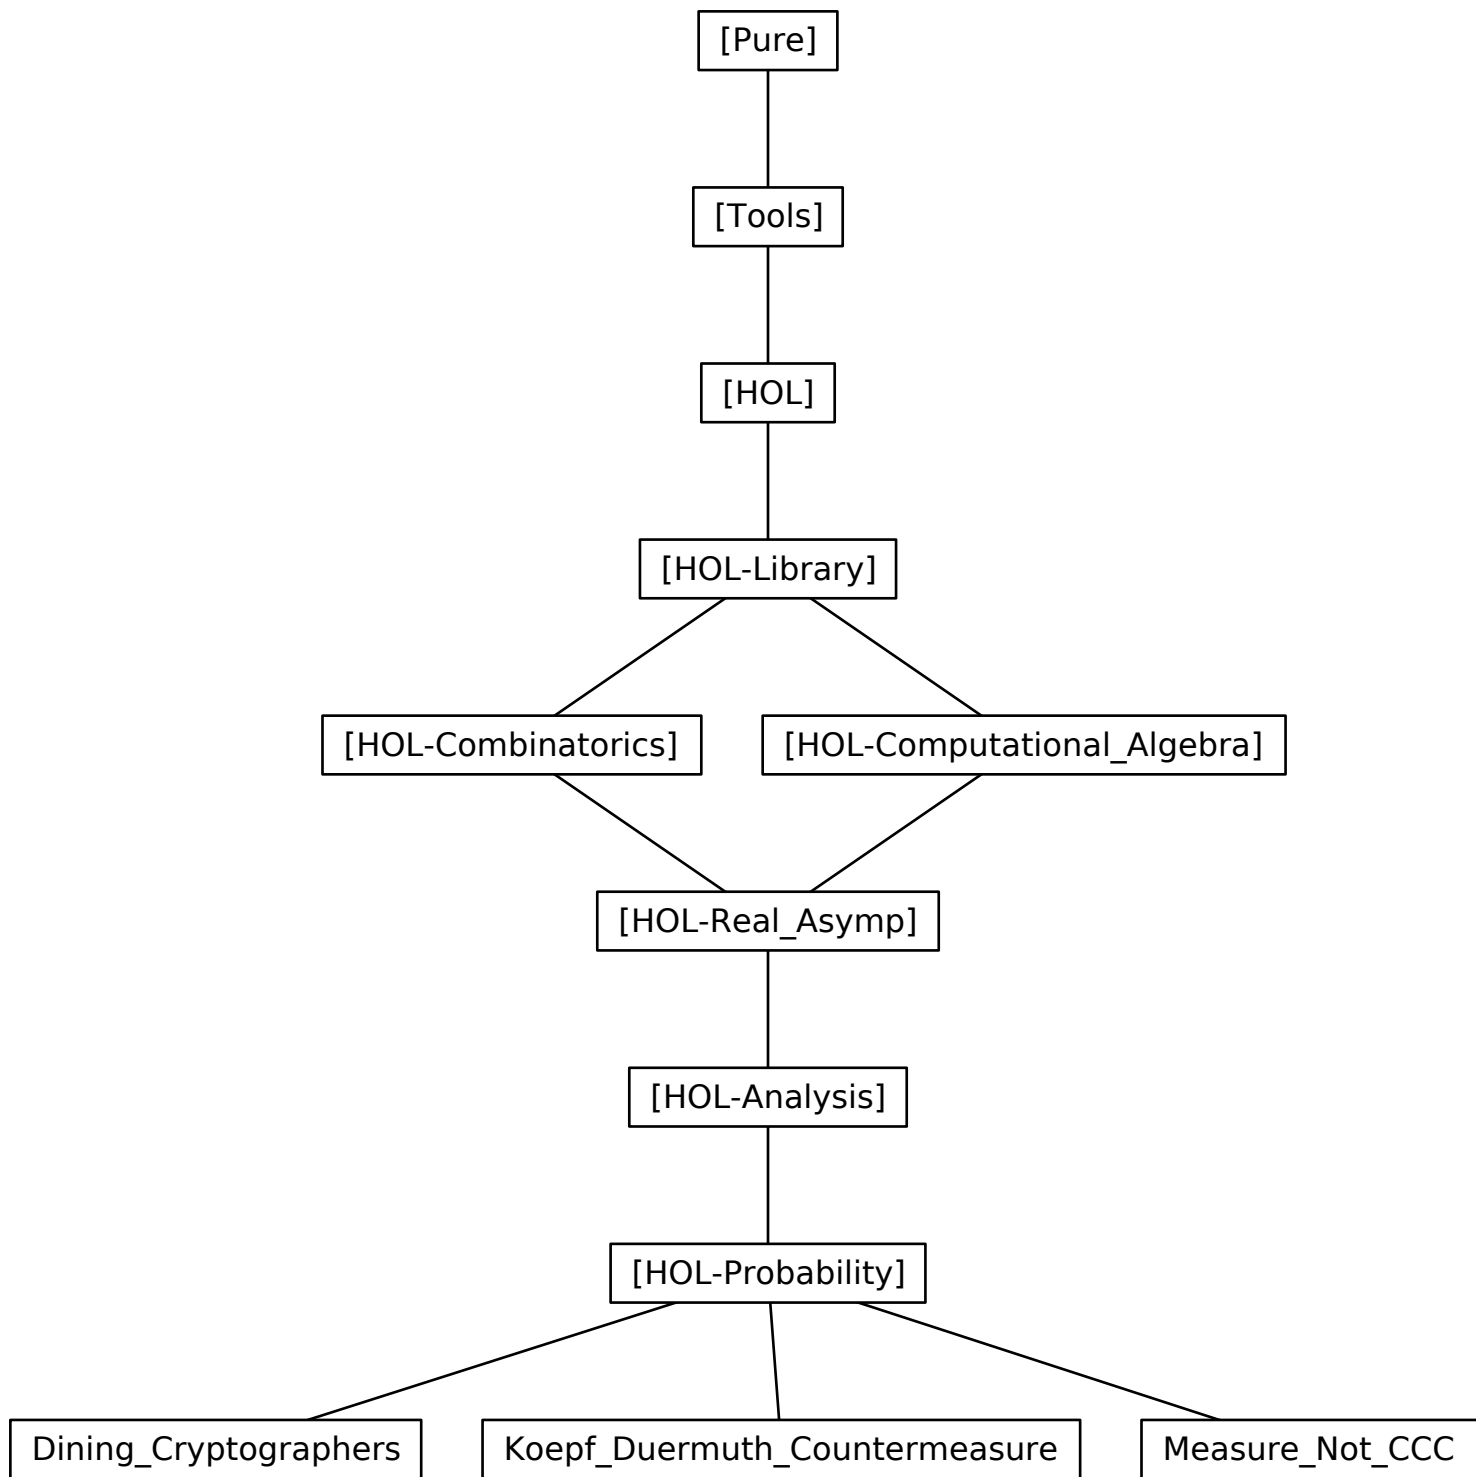 [Pure]
[Tools]
[HOL]
[HOL-Library]
[HOL-Combinatorics]
[HOL-Computational_Algebra]
[HOL-Real_Asymp]
[HOL-Analysis]
[HOL-Probability]
Dining_Cryptographers
Koepf_Duermuth_Countermeasure
Measure_Not_CCC